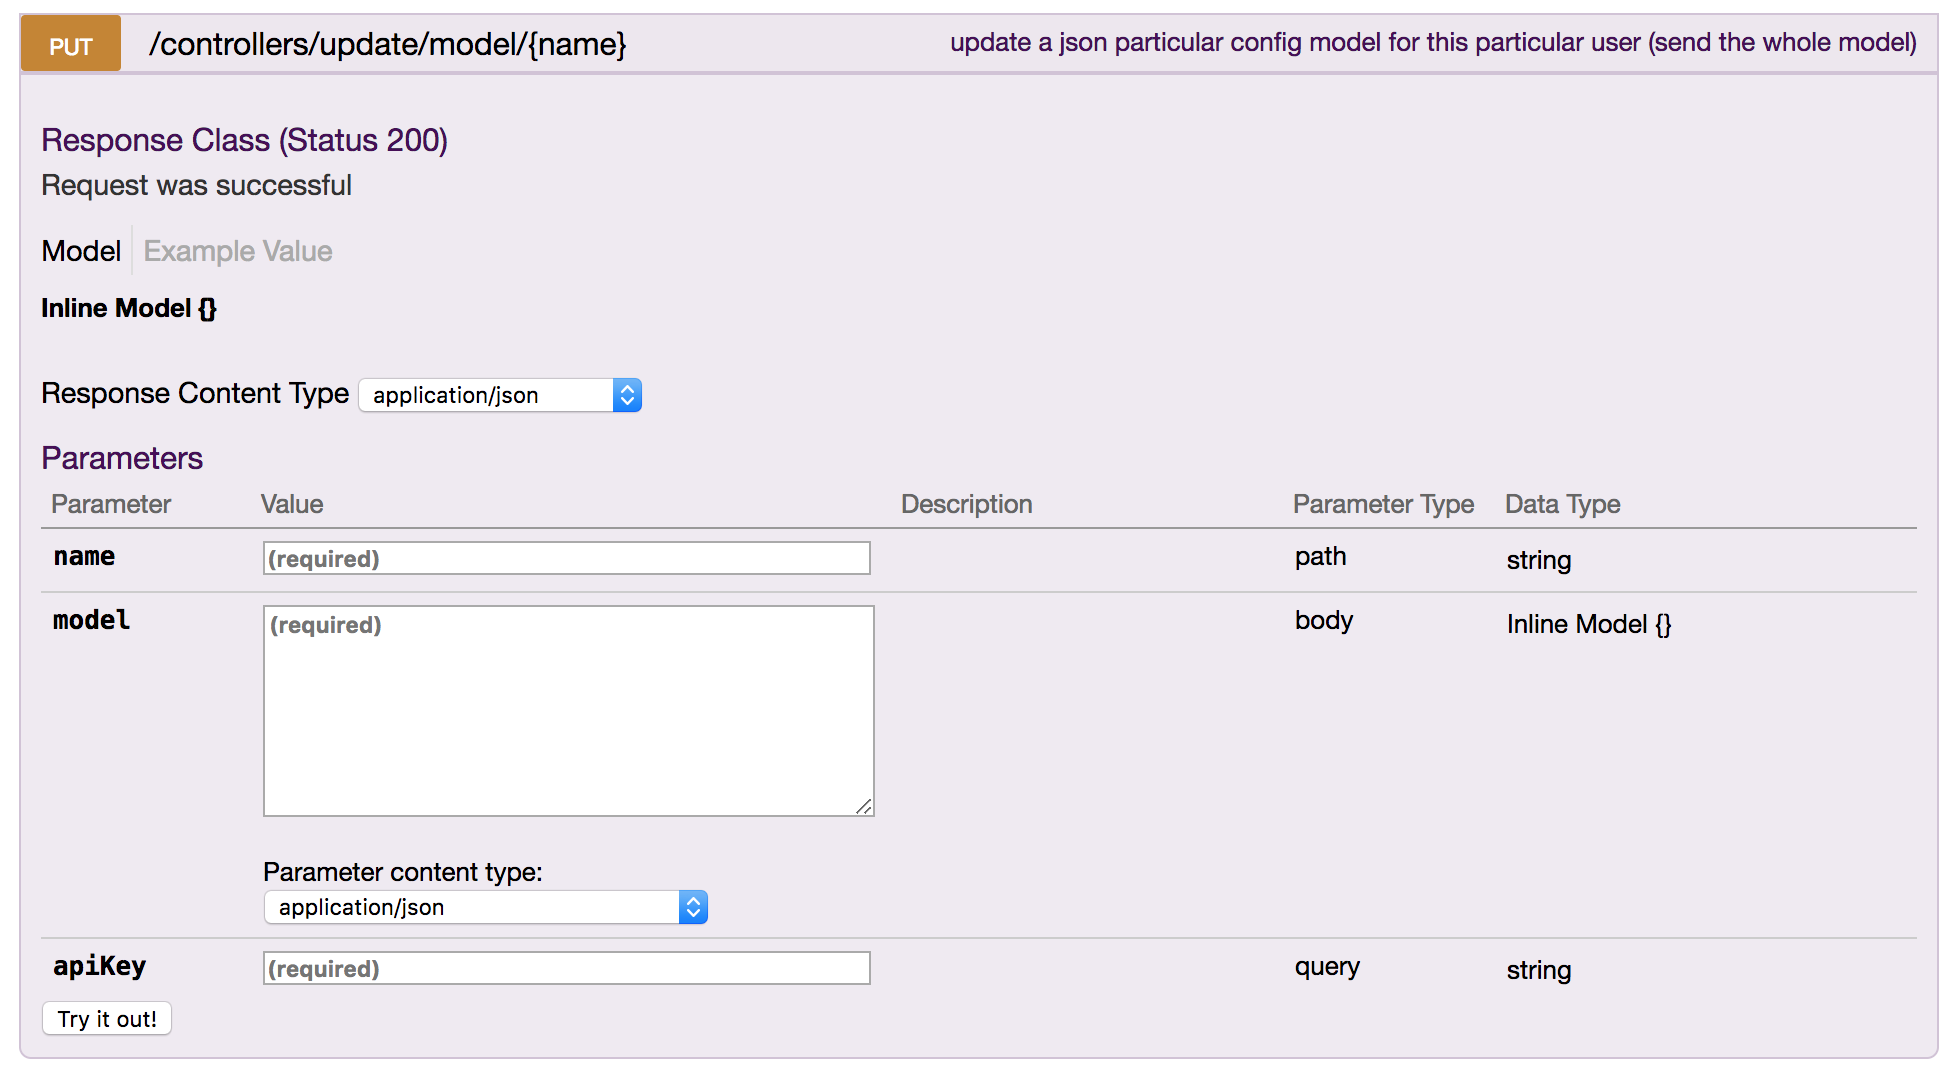 PUT /controllers/update/model/{name} update a json particular config model for this particular user (send the whole model)
Response Class (Status 200)
Request was successful
Model Example Value
Inline Model {}
Response Content Type application/json
Parameters
Parameter Value Description Parameter Type Data Type
name (required) path string
model (required) body Inline Model {}
Parameter content type:
application/json
apiKey (required) query string
Try it out!